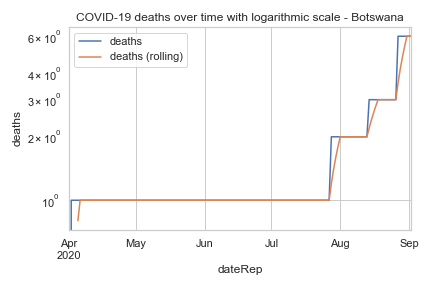 COVID-19 deaths over time with logarithmic scale - Botswana
deaths
deaths (rolling)
6 × 10⁰
4 × 10⁰
3 × 10⁰
2 × 10⁰
10⁰
deaths
Apr
2020
May
Jun
Jul
Aug
Sep
dateRep